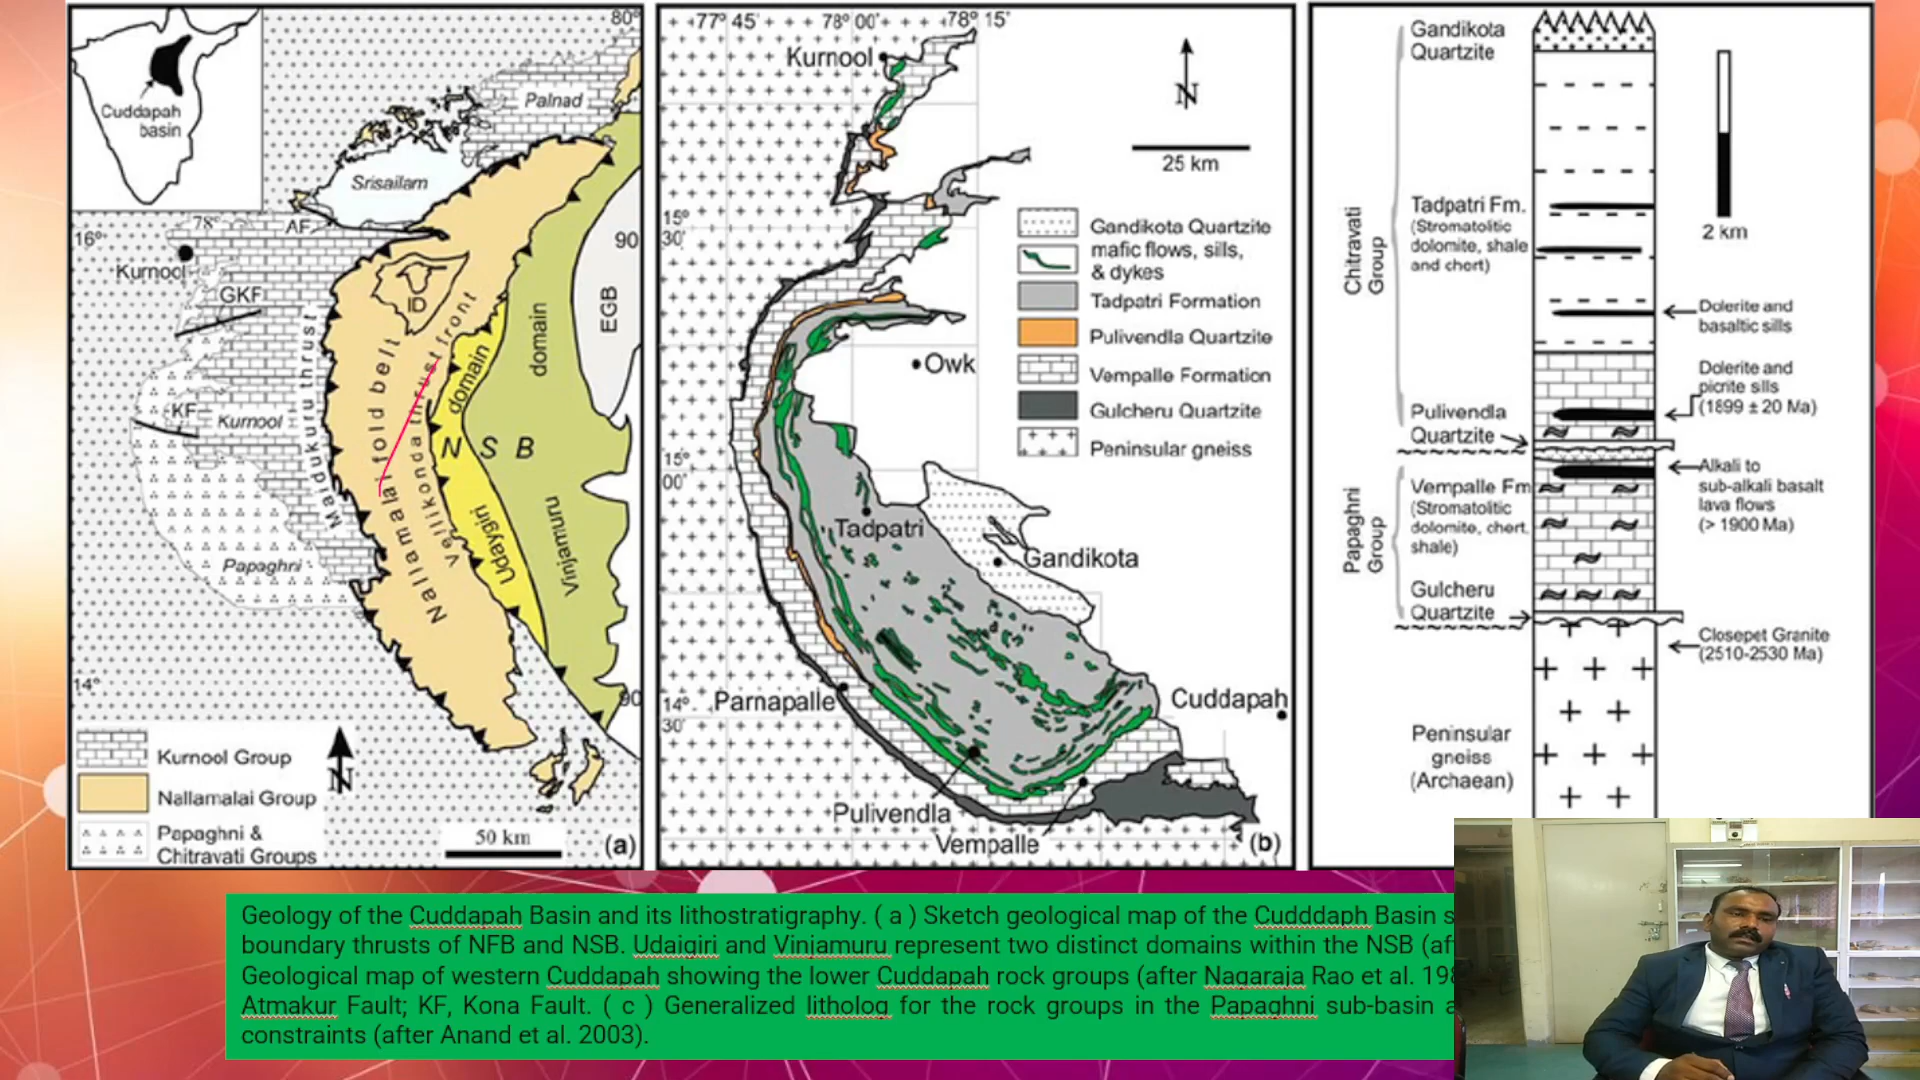 Cuddapah
basin
80°
Palnad
Srisailam
78°
AF
16°
Kurnool
GKF
ID
90
EGB
domain
domain
Maidukuru thrust
Nallamalai fold belt
Vellikonda thrust front
KF
Kurnool
N S B
Udaygiri
Vinjamuru
Papaghni
14°
90
Kurnool Group
Nallamalai Group
Papaghni &
Chitravati Groups
N
50 km
(a)
77° 45'
78° 00'
78° 15'
Kurnool
N
25 km
15°
30'
Gandikota Quartzite
mafic flows, sills,
& dykes
Tadpatri Formation
Pulivendla Quartzite
Vempalle Formation
Gulcheru Quartzite
Peninsular gneiss
Owk
15°
00'
Tadpatri
Gandikota
14°
30'
Parnapalle
Cuddapah
Pulivendla
Vempalle
(b)
Gandikota
Quartzite
2 km
Chitravati
Group
Tadpatri Fm.
(Stromatolitic
dolomite, shale
and chert)
Dolerite and
basaltic sills
Dolerite and
picrite sills
(1899 ± 20 Ma)
Pulivendla
Quartzite
Papaghni
Group
Vempalle Fm
(Stromatolitic
dolomite, chert,
shale)
Alkali to
sub-alkali basalt
lava flows
(> 1900 Ma)
Gulcheru
Quartzite
Closepet Granite
(2510-2530 Ma)
Peninsular
gneiss
(Archaean)
Geology of the Cuddapah Basin and its lithostratigraphy. ( a ) Sketch geological map of the Cudddaph Basin s
boundary thrusts of NFB and NSB. Udaigiri and Vinjamuru represent two distinct domains within the NSB (af
Geological map of western Cuddapah showing the lower Cuddapah rock groups (after Nagaraja Rao et al. 198
Atmakur Fault; KF, Kona Fault. ( c ) Generalized litholog for the rock groups in the Papaghni sub-basin a
constraints (after Anand et al. 2003).